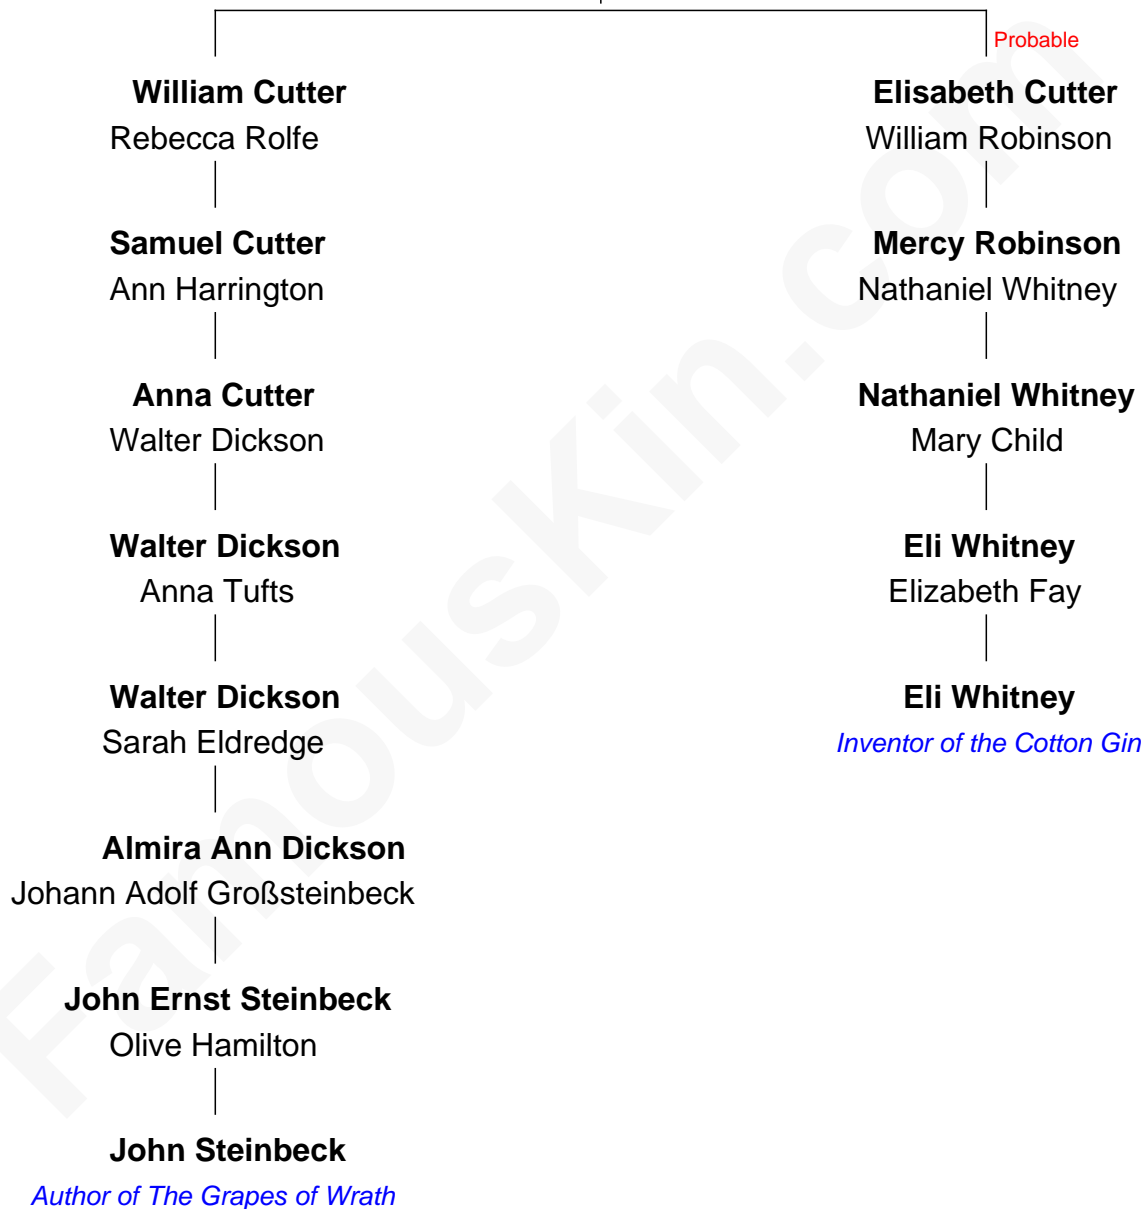 Probable
William Cutter
Rebecca Rolfe
Elisabeth Cutter
William Robinson
Samuel Cutter
Ann Harrington
Mercy Robinson
Nathaniel Whitney
Anna Cutter
Walter Dickson
Nathaniel Whitney
Mary Child
Walter Dickson
Anna Tufts
Eli Whitney
Elizabeth Fay
Walter Dickson
Sarah Eldredge
Eli Whitney
Inventor of the Cotton Gin
Almira Ann Dickson
Johann Adolf Großsteinbeck
John Ernst Steinbeck
Olive Hamilton
John Steinbeck
Author of The Grapes of Wrath
FamousKin.com